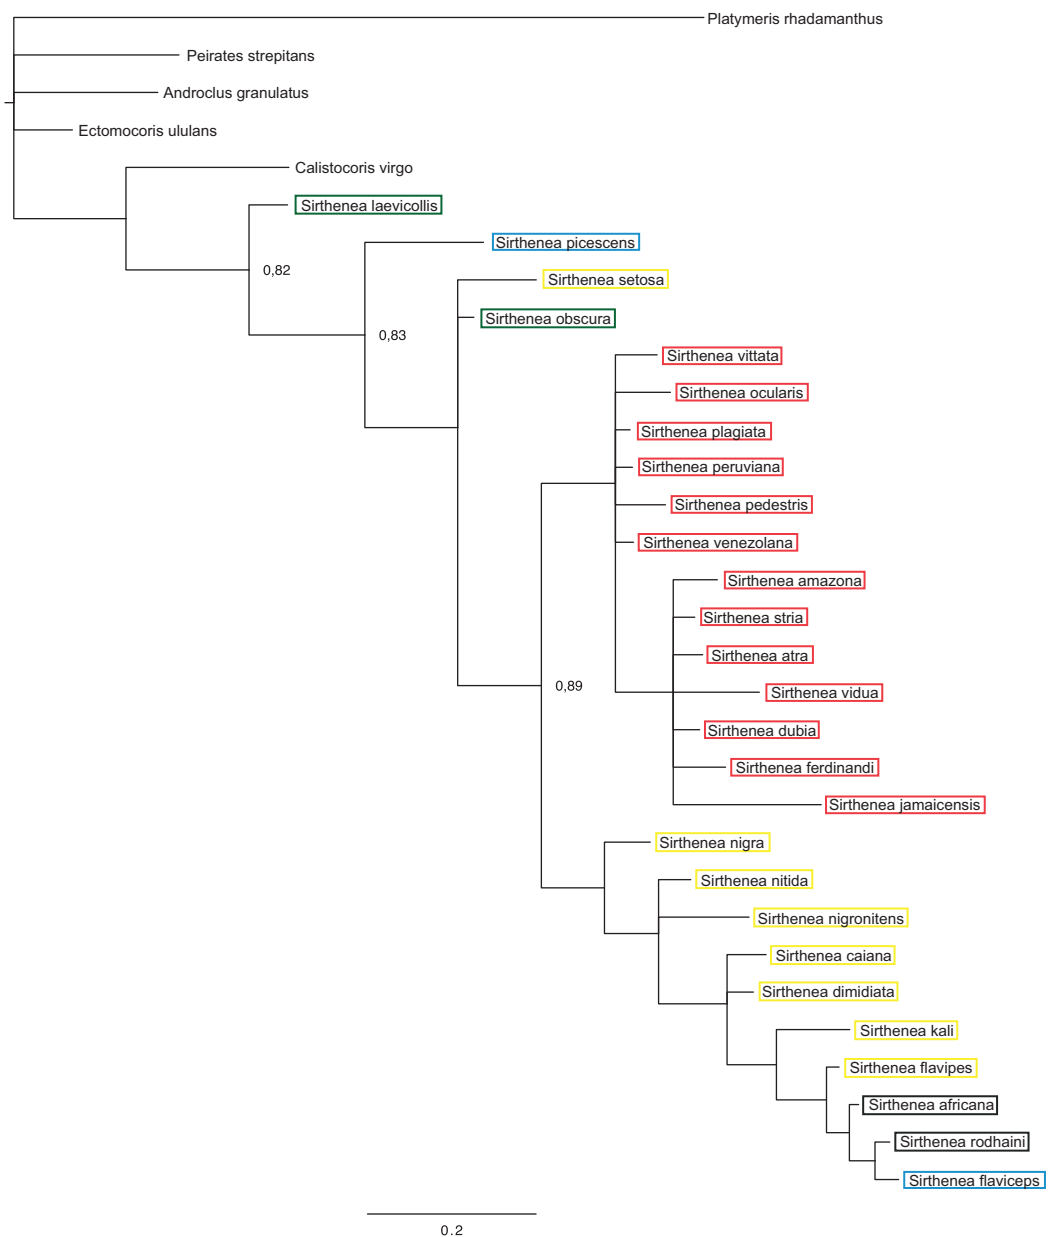 Platymeris rhadamanthus
Peirates strepitans
Androclus granulatus
Ectomocoris ululans
Calistocoris virgo
Sirthenea laevicollis
Sirthenea picescens
0,82
Sirthenea setosa
Sirthenea obscura
0,83
Sirthenea vittata
Sirthenea ocularis
Sirthenea plagiata
Sirthenea peruviana
Sirthenea pedestris
Sirthenea venezolana
Sirthenea amazona
Sirthenea stria
Sirthenea atra
0,89
Sirthenea vidua
Sirthenea dubia
Sirthenea ferdinandi
Sirthenea jamaicensis
Sirthenea nigra
Sirthenea nitida
Sirthenea nigronitens
Sirthenea caiana
Sirthenea dimidiata
Sirthenea kali
Sirthenea flavipes
Sirthenea africana
Sirthenea rodhaini
Sirthenea flaviceps
0.2